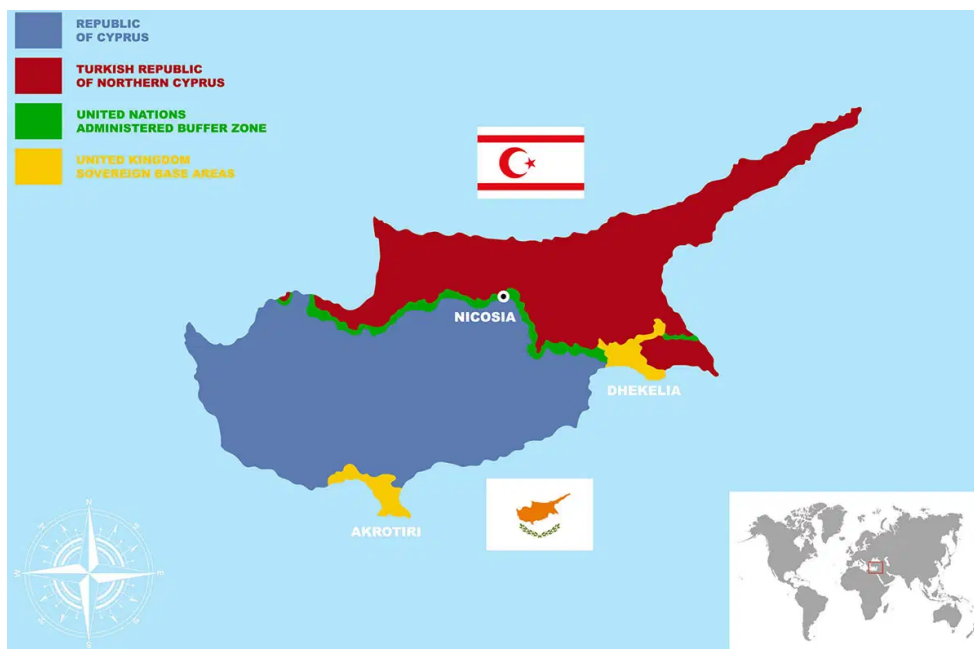 REPUBLIC
OF CYPRUS
TURKISH REPUBLIC
OF NORTHERN CYPRUS
UNITED NATIONS
ADMINISTERED BUFFER ZONE
UNITED KINGDOM
SOVEREIGN BASE AREAS
NICOSIA
DHEKELIA
AKROTIRI
N
W
E
S